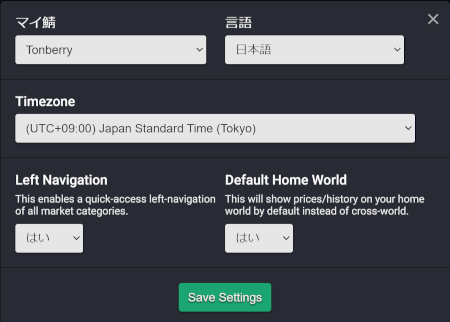 マイ鯖
言語
Tonberry
日本語
Timezone
(UTC+09:00) Japan Standard Time (Tokyo)
Left Navigation
This enables a quick-access left-navigation
of all market categories.
はい
Default Home World
This will show prices/history on your home
world by default instead of cross-world.
はい
Save Settings